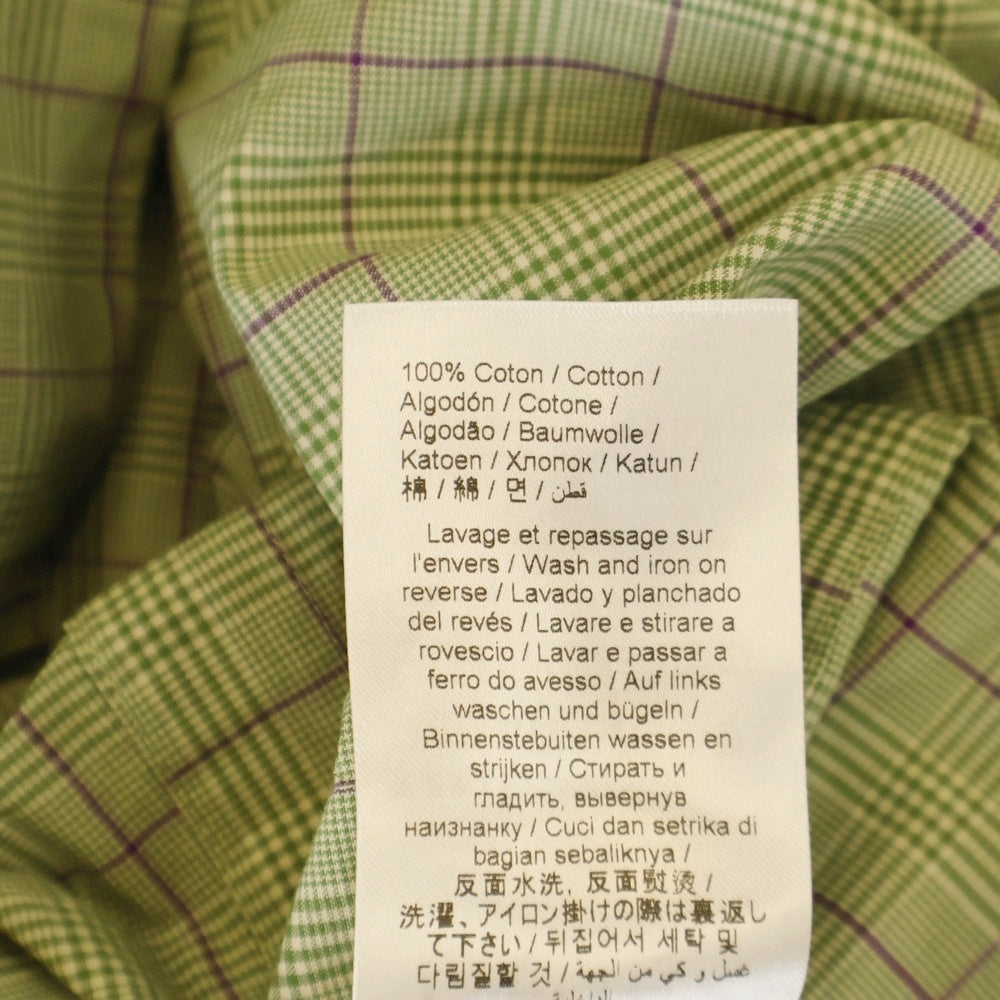 100% Coton / Cotton /
Algodón / Cotone /
Algodão / Baumwolle /
Katoen / Хлопок / Katun /
棉 / 綿 / 면 / قطن
Lavage et repassage sur
l'envers / Wash and iron on
reverse / Lavado y planchado
del revés / Lavare e stirare a
rovescio / Lavar e passar a
ferro do avesso / Auf links
waschen und bügeln /
Binnenstebuiten wassen en
strijken / Стирать и
гладить, вывернув
наизнанку / Cuci dan setrika di
bagian sebaliknya /
反面水洗, 反面熨烫 /
洗濯、アイロン掛けの際は裏返し
て下さい / 뒤집어서 세탁 및
다림질할 것 / غسل و كي من الجهة